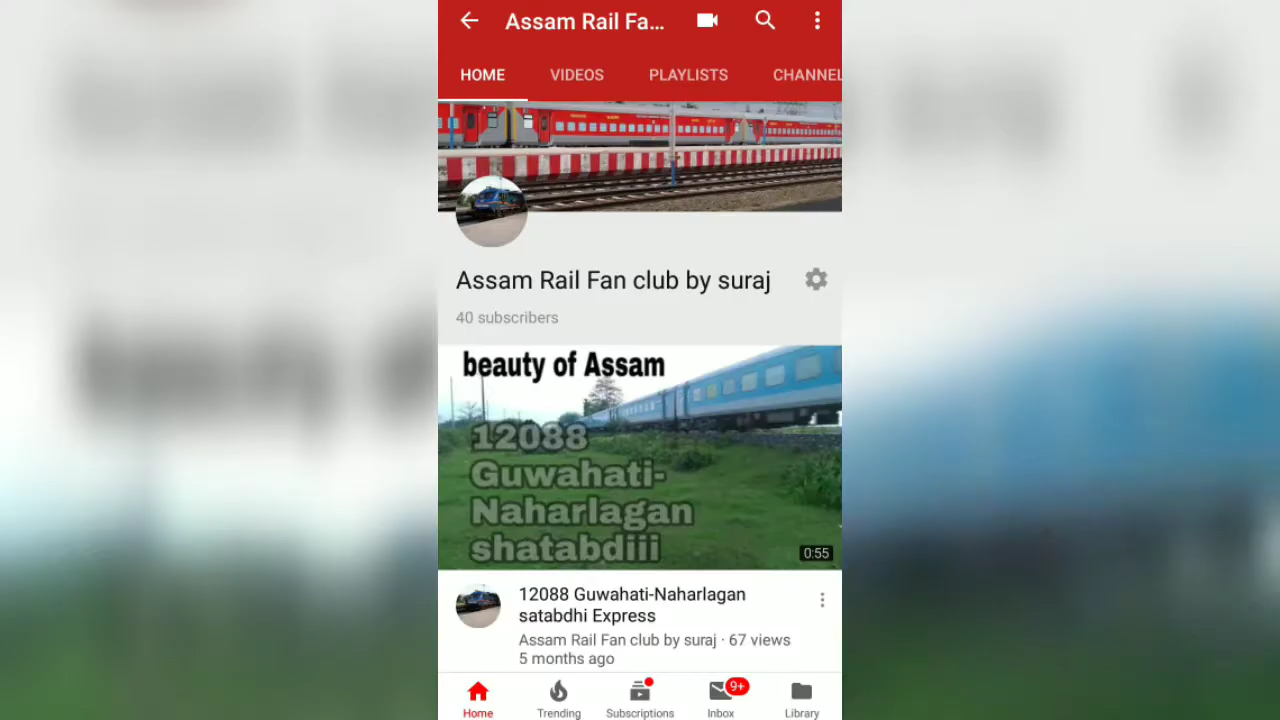 Assam Rail Fa...
HOME VIDEOS PLAYLISTS CHANNEL
Assam Rail Fan club by suraj
40 subscribers
beauty of Assam
12088
Guwahati-
Naharlagan
shatabdiii
0:55
12088 Guwahati-Naharlagan
satabdhi Express
Assam Rail Fan club by suraj · 67 views
5 months ago
9+
Home Trending Subscriptions Inbox Library